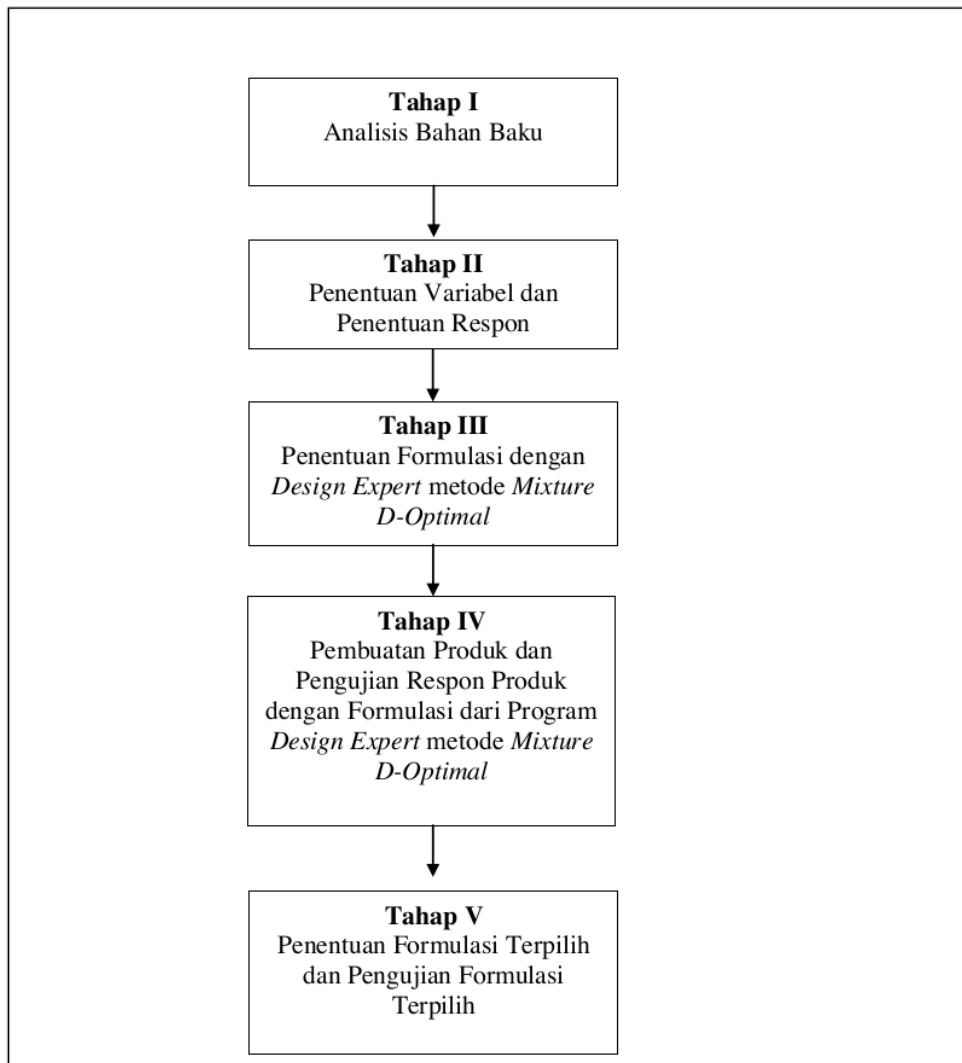 Tahap I
Analisis Bahan Baku
Tahap II
Penentuan Variabel dan
Penentuan Respon
Tahap III
Penentuan Formulasi dengan
Design Expert metode Mixture
D-Optimal
Tahap IV
Pembuatan Produk dan
Pengujian Respon Produk
dengan Formulasi dari Program
Design Expert metode Mixture
D-Optimal
Tahap V
Penentuan Formulasi Terpilih
dan Pengujian Formulasi
Terpilih